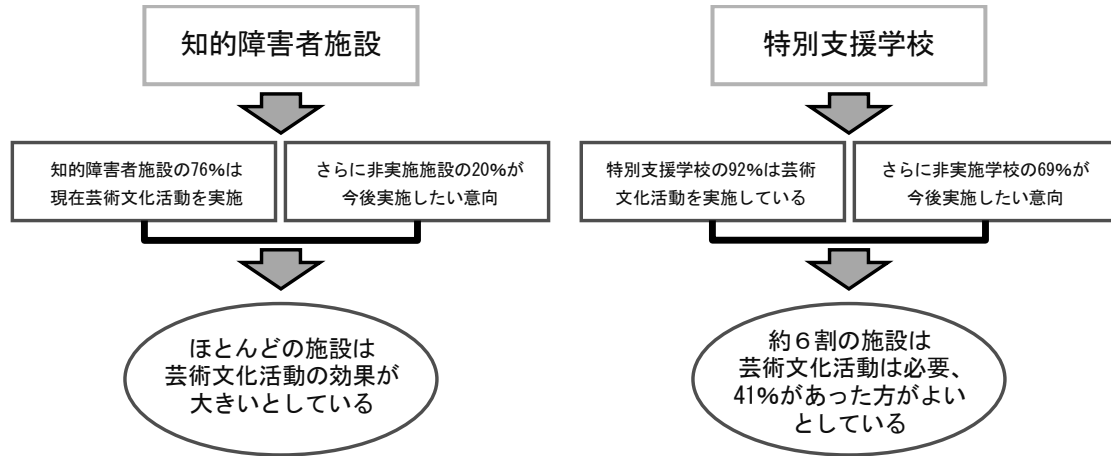 知的障害者施設
知的障害者施設の76%は
現在芸術文化活動を実施
さらに非実施施設の20%が
今後実施したい意向
ほとんどの施設は
芸術文化活動の効果が
大きいとしている
特別支援学校
特別支援学校の92%は芸術
文化活動を実施している
さらに非実施学校の69%が
今後実施したい意向
約６割の施設は
芸術文化活動は必要、
41%があった方がよい
としている